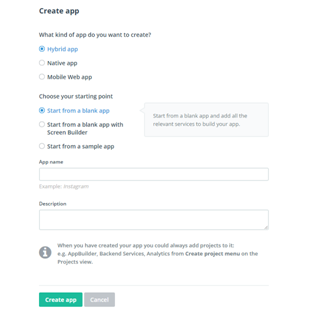 Create app
What kind of app do you want to create?
Hybrid app
Native app
Mobile Web app
Choose your starting point
Start from a blank app
Start from a blank app with
Screen Builder
Start from a sample app
Start from a blank app and add all the
relevant services to build your app.
App name
Example: Instagram
Description
When you have created your app you could always add projects to it:
e.g. AppBuilder, Backend Services, Analytics from Create project menu on the
Projects view.
Create app
Cancel